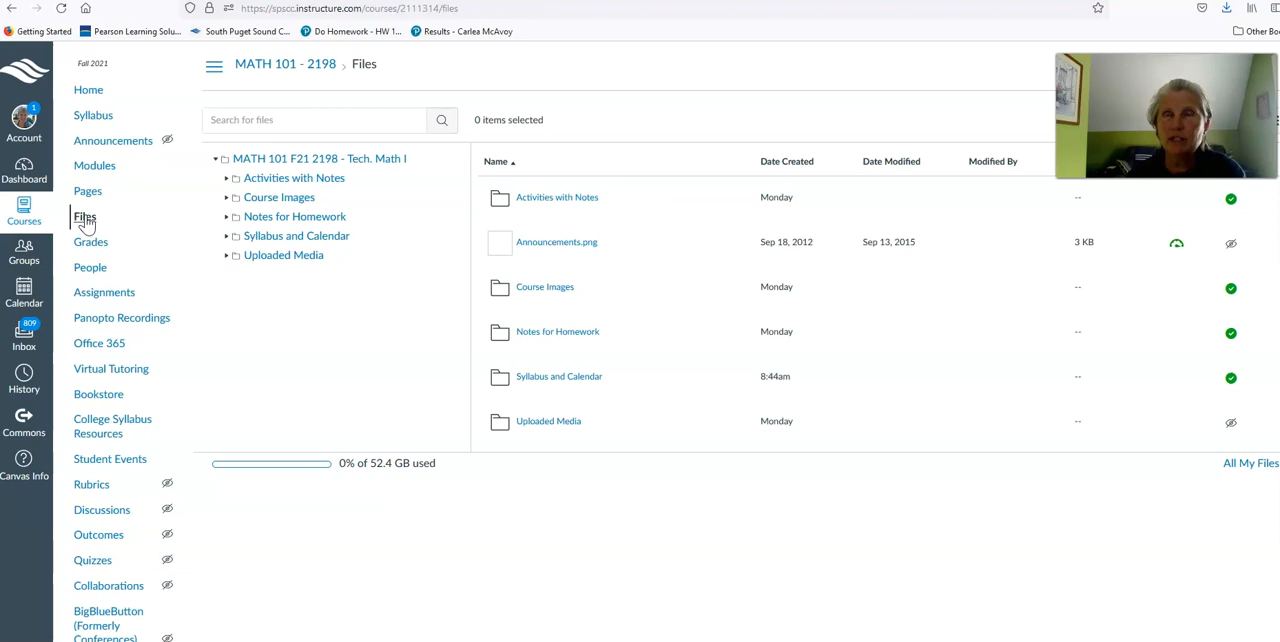 https://spscc.instructure.com/courses/2111314/files
Getting Started
Pearson Learning Solu...
South Puget Sound C...
Do Homework - HW 1...
Results - Carlea McAvoy
Other Bo
1
Account
Dashboard
Courses
Groups
Calendar
809
Inbox
History
Commons
Canvas Info
Fall 2021
Home
Syllabus
Announcements
Modules
Pages
Files
Grades
People
Assignments
Panopto Recordings
Office 365
Virtual Tutoring
Bookstore
College Syllabus
Resources
Student Events
Rubrics
Discussions
Outcomes
Quizzes
Collaborations
BigBlueButton
(Formerly
Conferences)
MATH 101 - 2198 › Files
Search for files
0 items selected
MATH 101 F21 2198 - Tech. Math I
Activities with Notes
Course Images
Notes for Homework
Syllabus and Calendar
Uploaded Media
Name Date Created Date Modified Modified By
Activities with Notes Monday --
Announcements.png Sep 18, 2012 Sep 13, 2015 3 KB
Course Images Monday --
Notes for Homework Monday --
Syllabus and Calendar 8:44am --
Uploaded Media Monday --
0% of 52.4 GB used
All My Files